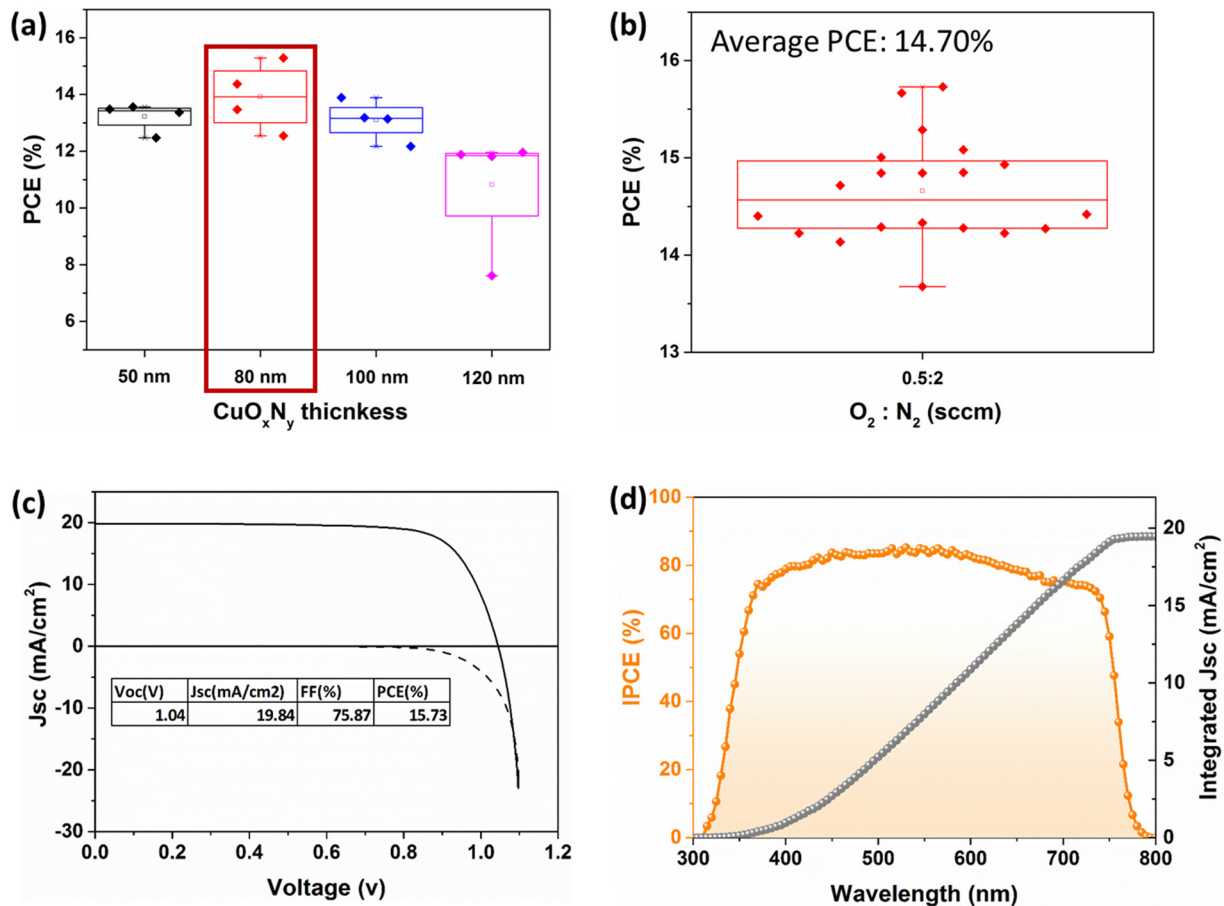 (a)
16
14
12
10
8
6
PCE (%)
50 nm
80 nm
100 nm
120 nm
CuOₓNᵧ thicnkess
(b)
Average PCE: 14.70%
16
15
14
13
PCE (%)
0.5:2
O₂ : N₂ (sccm)
(c)
20
10
0
-10
-20
-30
Jsc (mA/cm²)
Voc(V) Jsc(mA/cm2) FF(%) PCE(%)
1.04 19.84 75.87 15.73
0.0 0.2 0.4 0.6 0.8 1.0 1.2
Voltage (v)
(d)
100
80
60
40
20
0
IPCE (%)
20
15
10
5
0
Integrated Jsc (mA/cm²)
300 400 500 600 700 800
Wavelength (nm)